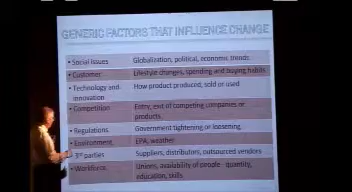 GENERIC FACTORS THAT INFLUENCE CHANGE
• Social Issues Globalization, political, economic trends
• Customer Lifestyle changes, spending and buying habits
• Technology and innovation How product produced, sold or used
• Competition Entry, exit of competing companies or products
• Regulations Government tightening or loosening
• Environment EPA, weather
• 3rd parties Suppliers, distributors, outsourced vendors
• Workforce Unions, availability of people - quantity, education, skills